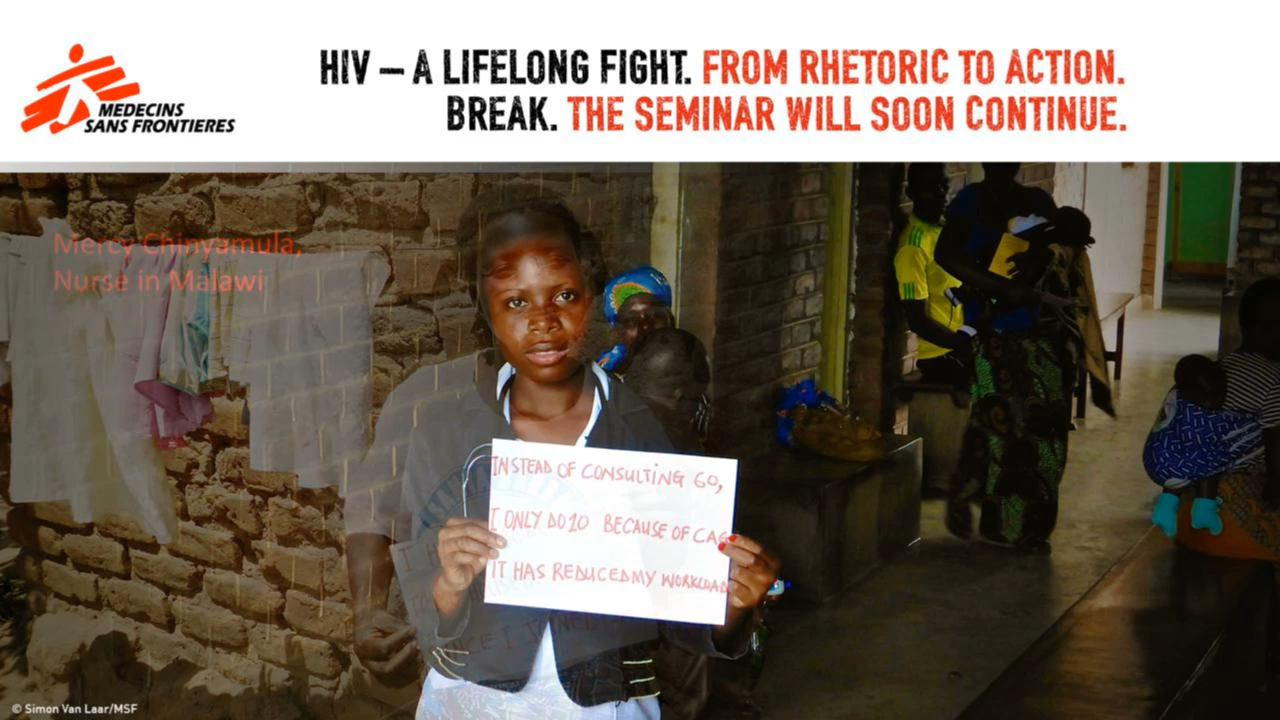 MEDECINS
SANS FRONTIERES
HIV – A LIFELONG FIGHT. FROM RHETORIC TO ACTION.
BREAK. THE SEMINAR WILL SOON CONTINUE.
Mercy Chinyamula,
Nurse in Malawi
INSTEAD OF CONSULTING 60,
I ONLY DO 10 BECAUSE OF CAG
IT HAS REDUCED MY WORKLOAD
© Simon Van Laar/MSF